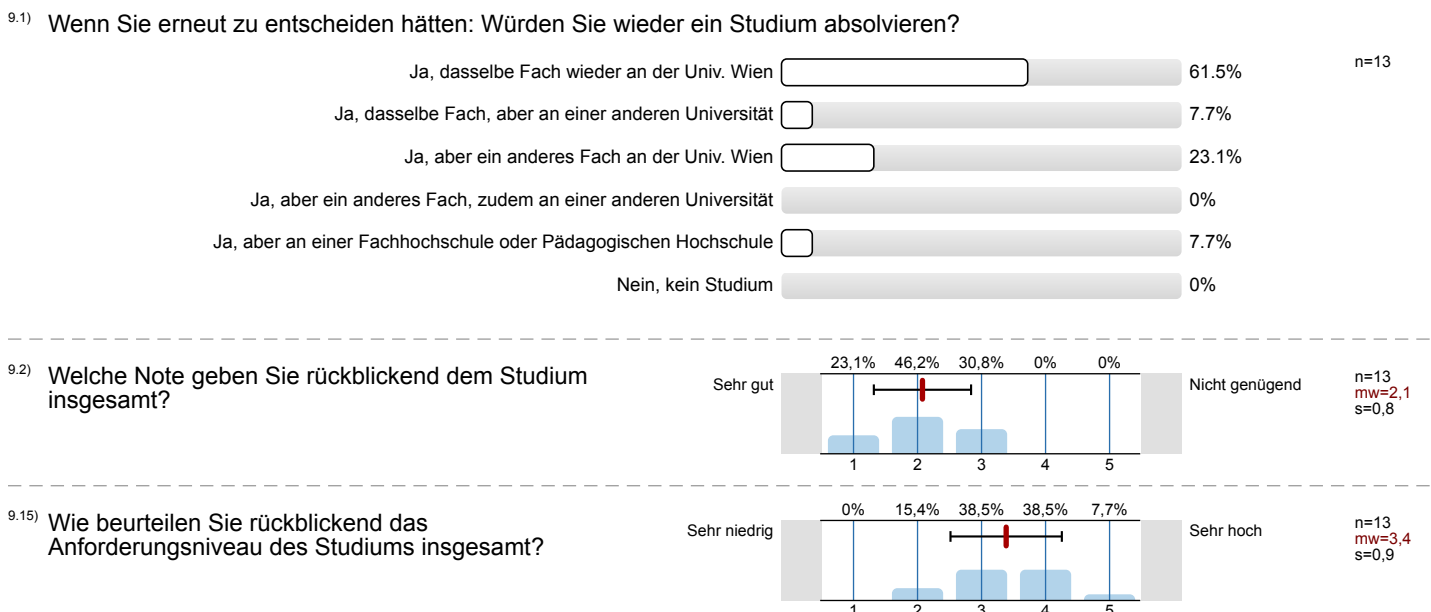 9.1) Wenn Sie erneut zu entscheiden hätten: Würden Sie wieder ein Studium absolvieren?
Ja, dasselbe Fach wieder an der Univ. Wien 61.5% n=13
Ja, dasselbe Fach, aber an einer anderen Universität 7.7%
Ja, aber ein anderes Fach an der Univ. Wien 23.1%
Ja, aber ein anderes Fach, zudem an einer anderen Universität 0%
Ja, aber an einer Fachhochschule oder Pädagogischen Hochschule 7.7%
Nein, kein Studium 0%
9.2) Welche Note geben Sie rückblickend dem Studium
insgesamt?
23,1% 46,2% 30,8% 0% 0%
Sehr gut Nicht genügend
1 2 3 4 5
n=13
mw=2,1
s=0,8
9.15) Wie beurteilen Sie rückblickend das
Anforderungsniveau des Studiums insgesamt?
0% 15,4% 38,5% 38,5% 7,7%
Sehr niedrig Sehr hoch
1 2 3 4 5
n=13
mw=3,4
s=0,9